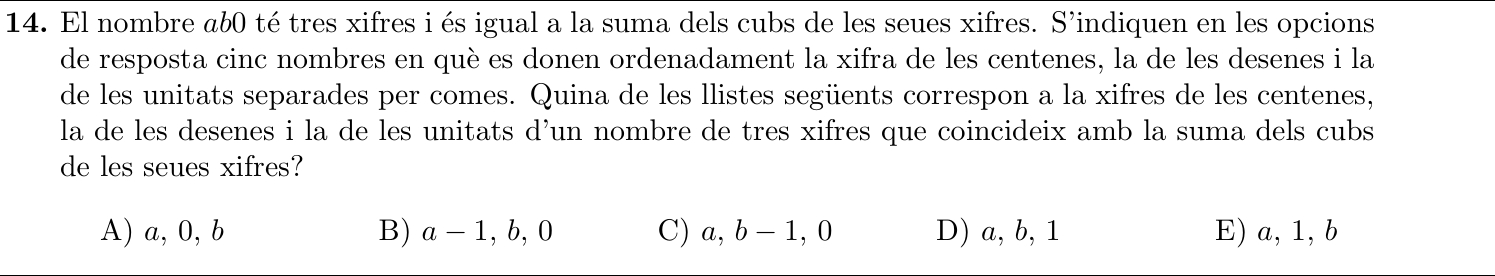 14. El nombre ab0 té tres xifres i és igual a la suma dels cubs de les seues xifres. S'indiquen en les opcions
de resposta cinc nombres en què es donen ordenadament la xifra de les centenes, la de les desenes i la
de les unitats separades per comes. Quina de les llistes següents correspon a la xifres de les centenes,
la de les desenes i la de les unitats d'un nombre de tres xifres que coincideix amb la suma dels cubs
de les seues xifres?
A) a, 0, b B) a − 1, b, 0 C) a, b − 1, 0 D) a, b, 1 E) a, 1, b